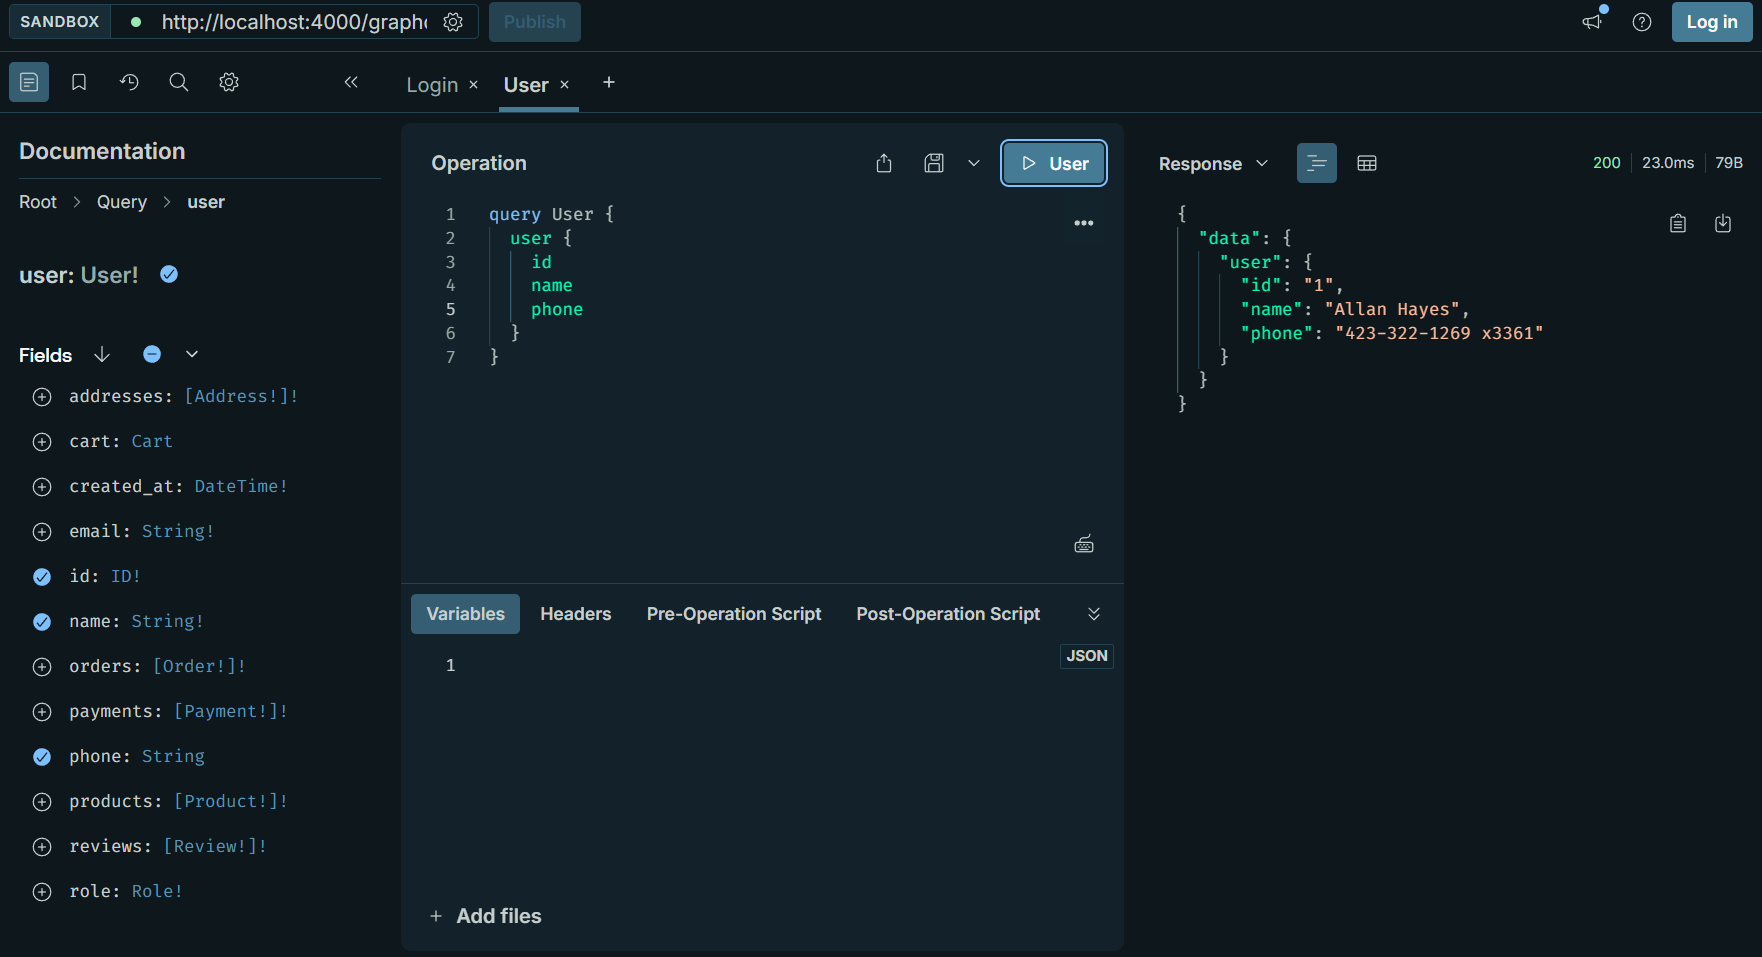 SANDBOX
http://localhost:4000/graph
Publish
Log in
Login
User
Documentation
Root > Query > user
user: User!
Fields
addresses: [Address!]!
cart: Cart
created_at: DateTime!
email: String!
id: ID!
name: String!
orders: [Order!]!
payments: [Payment!]!
phone: String
products: [Product!]!
reviews: [Review!]!
role: Role!
Operation
User
1 query User {
2 user {
3 id
4 name
5 phone
6 }
7 }
Variables
Headers
Pre-Operation Script
Post-Operation Script
1
JSON
+ Add files
Response
200
23.0ms
79B
{
"data": {
"user": {
"id": "1",
"name": "Allan Hayes",
"phone": "423-322-1269 x3361"
}
}
}